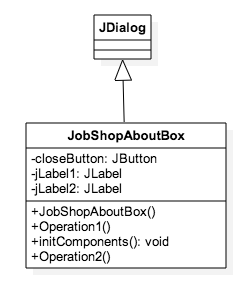 JDialog
JobShopAboutBox
-closeButton: JButton
-jLabel1: JLabel
-jLabel2: JLabel
+JobShopAboutBox()
+Operation1()
+initComponents(): void
+Operation2()